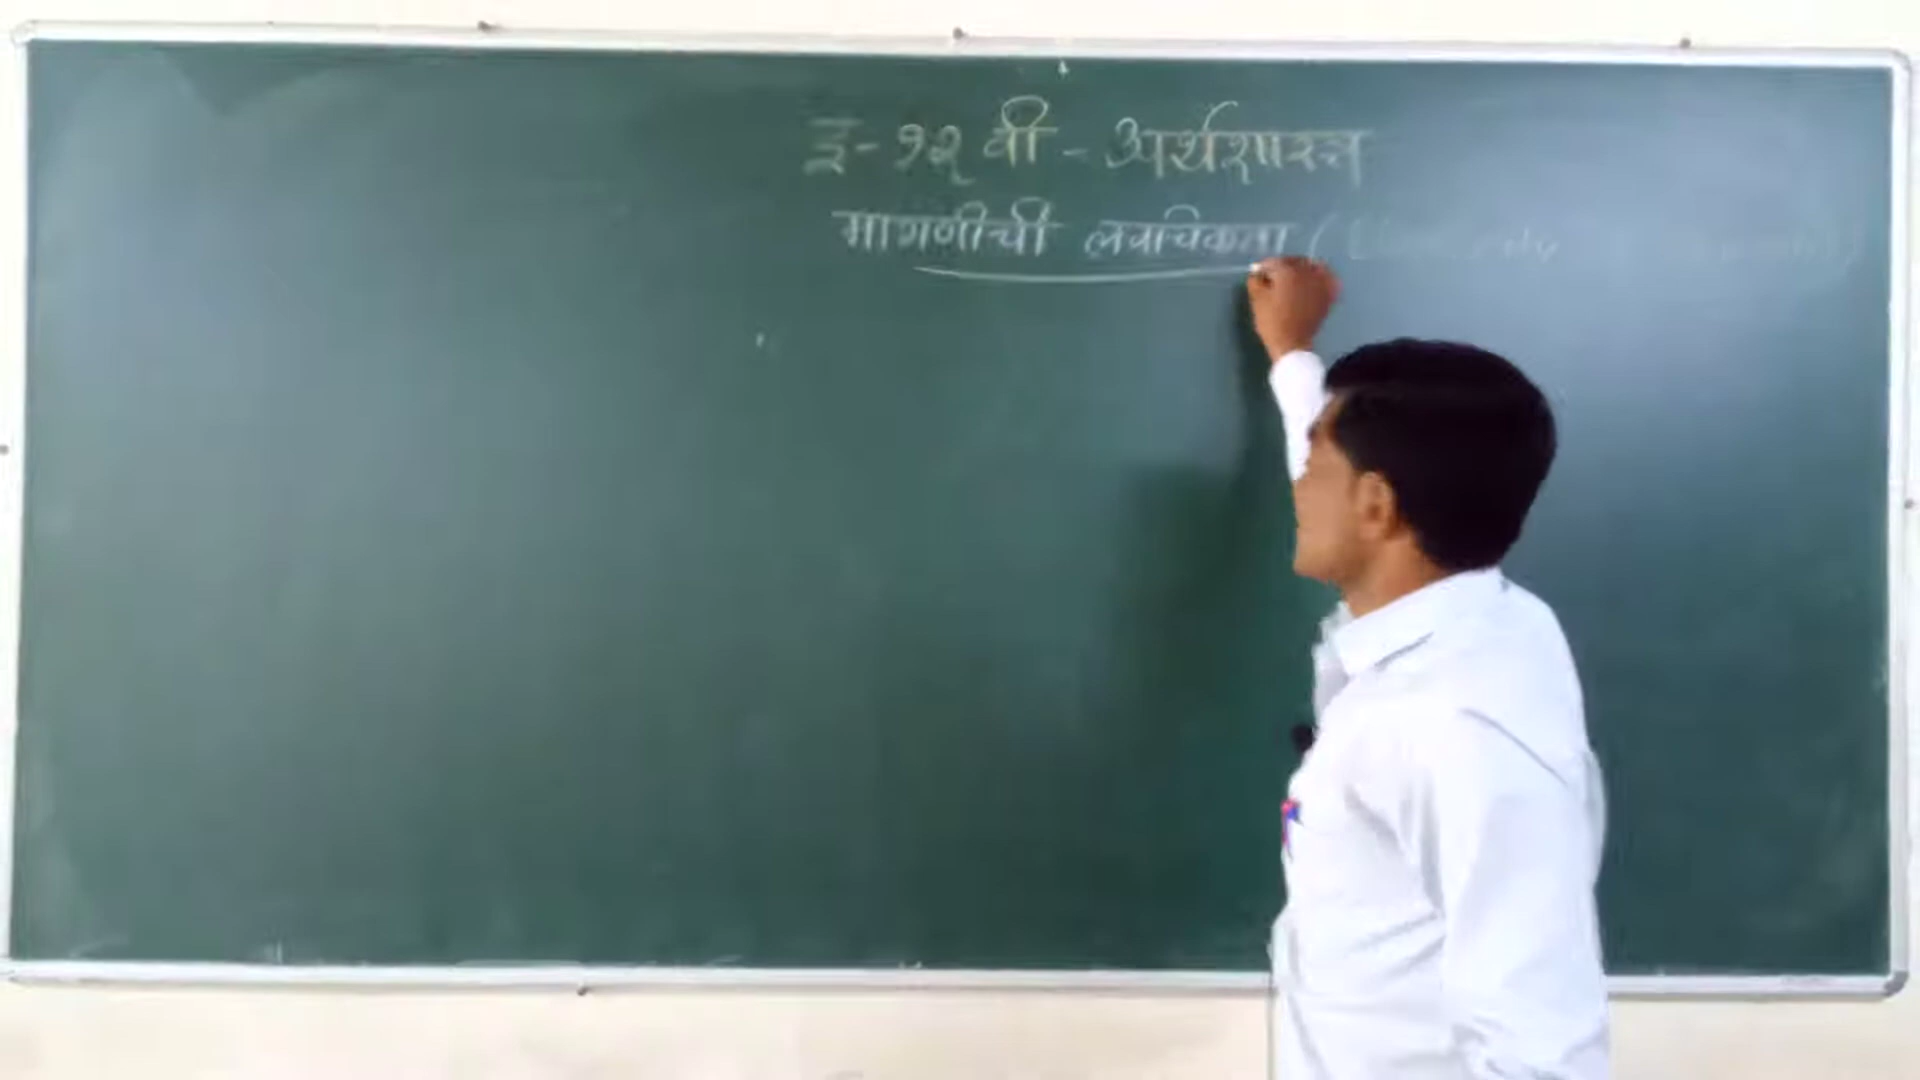 इ-१२ वी - अर्थशास्त्र
मागणीची लवचिकता (